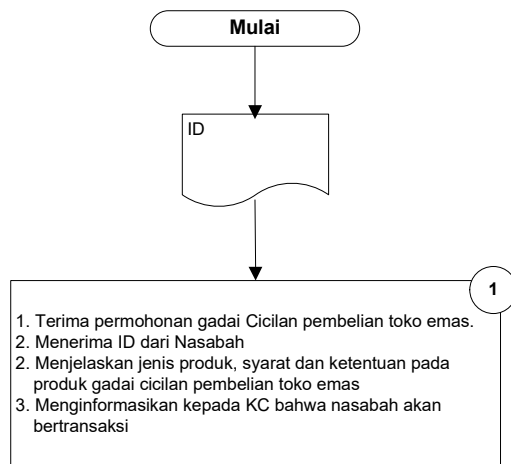 Mulai
ID
1
1. Terima permohonan gadai Cicilan pembelian toko emas.
2. Menerima ID dari Nasabah
2. Menjelaskan jenis produk, syarat dan ketentuan pada
produk gadai cicilan pembelian toko emas
3. Menginformasikan kepada KC bahwa nasabah akan
bertransaksi